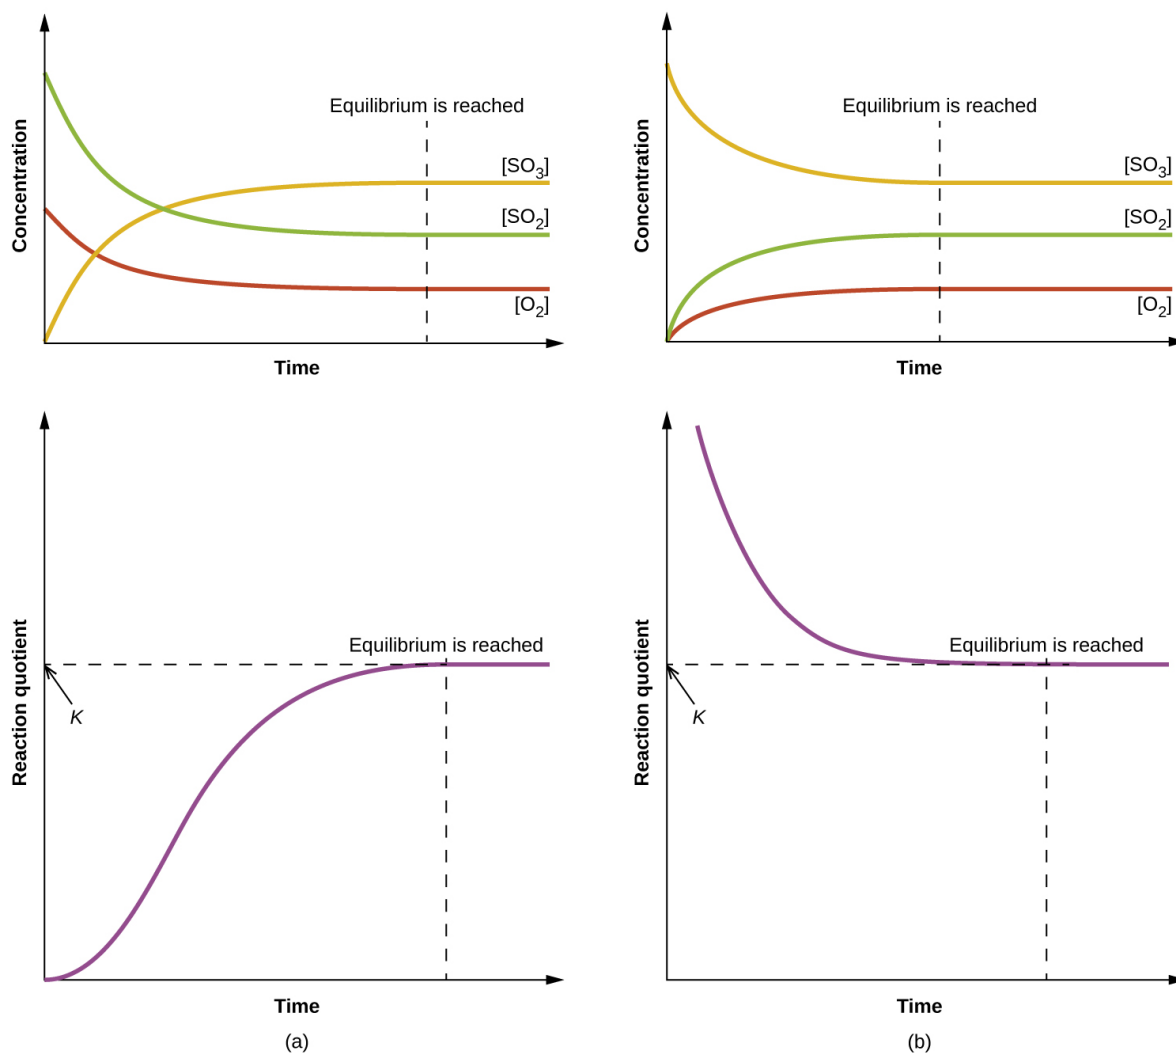 Concentration
Equilibrium is reached
[SO3]
[SO2]
[O2]
Time
Concentration
Equilibrium is reached
[SO3]
[SO2]
[O2]
Time
Reaction quotient
Equilibrium is reached
K
Time
(a)
Reaction quotient
Equilibrium is reached
K
Time
(b)